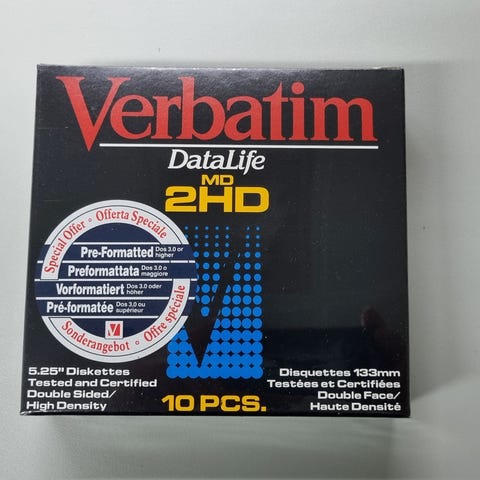 Verbatim
DataLife
MD
2HD
Special Offer • Offerta Speciale
Pre-Formatted Dos 3.0 or higher
Preformattata Dos 3.0 o maggiore
Vorformatiert Dos 3.0 oder höher
Pré-formatée Dos 3,0 ou supérieur
Sonderangebot • Offre spéciale
5.25" Diskettes
Tested and Certified
Double Sided/
High Density
10 PCS.
Disquettes 133mm
Testées et Certifiées
Double Face/
Haute Densité